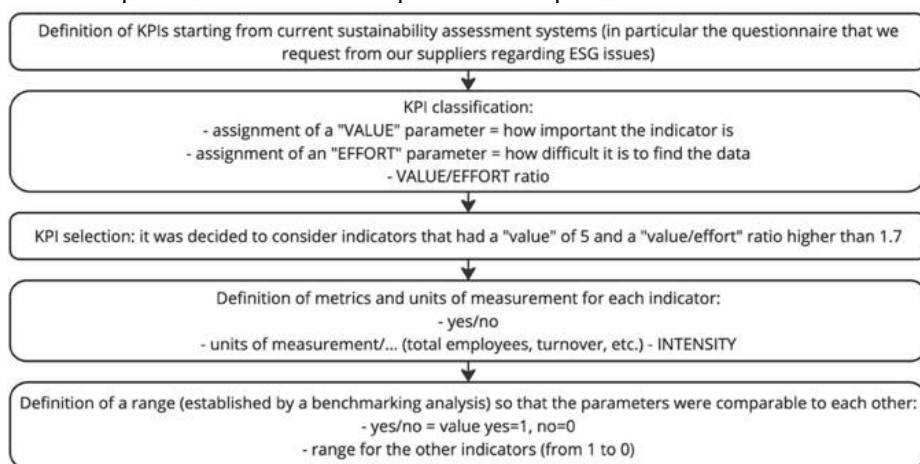 Definition of KPIs starting from current sustainability assessment systems (in particular the questionnaire that we
request from our suppliers regarding ESG issues)
KPI classification:
- assignment of a "VALUE" parameter = how important the indicator is
- assignment of an "EFFORT" parameter = how difficult it is to find the data
- VALUE/EFFORT ratio
KPI selection: it was decided to consider indicators that had a "value" of 5 and a "value/effort" ratio higher than 1.7
Definition of metrics and units of measurement for each indicator:
- yes/no
- units of measurement/... (total employees, turnover, etc.) - INTENSITY
Definition of a range (established by a benchmarking analysis) so that the parameters were comparable to each other:
- yes/no = value yes=1, no=0
- range for the other indicators (from 1 to 0)